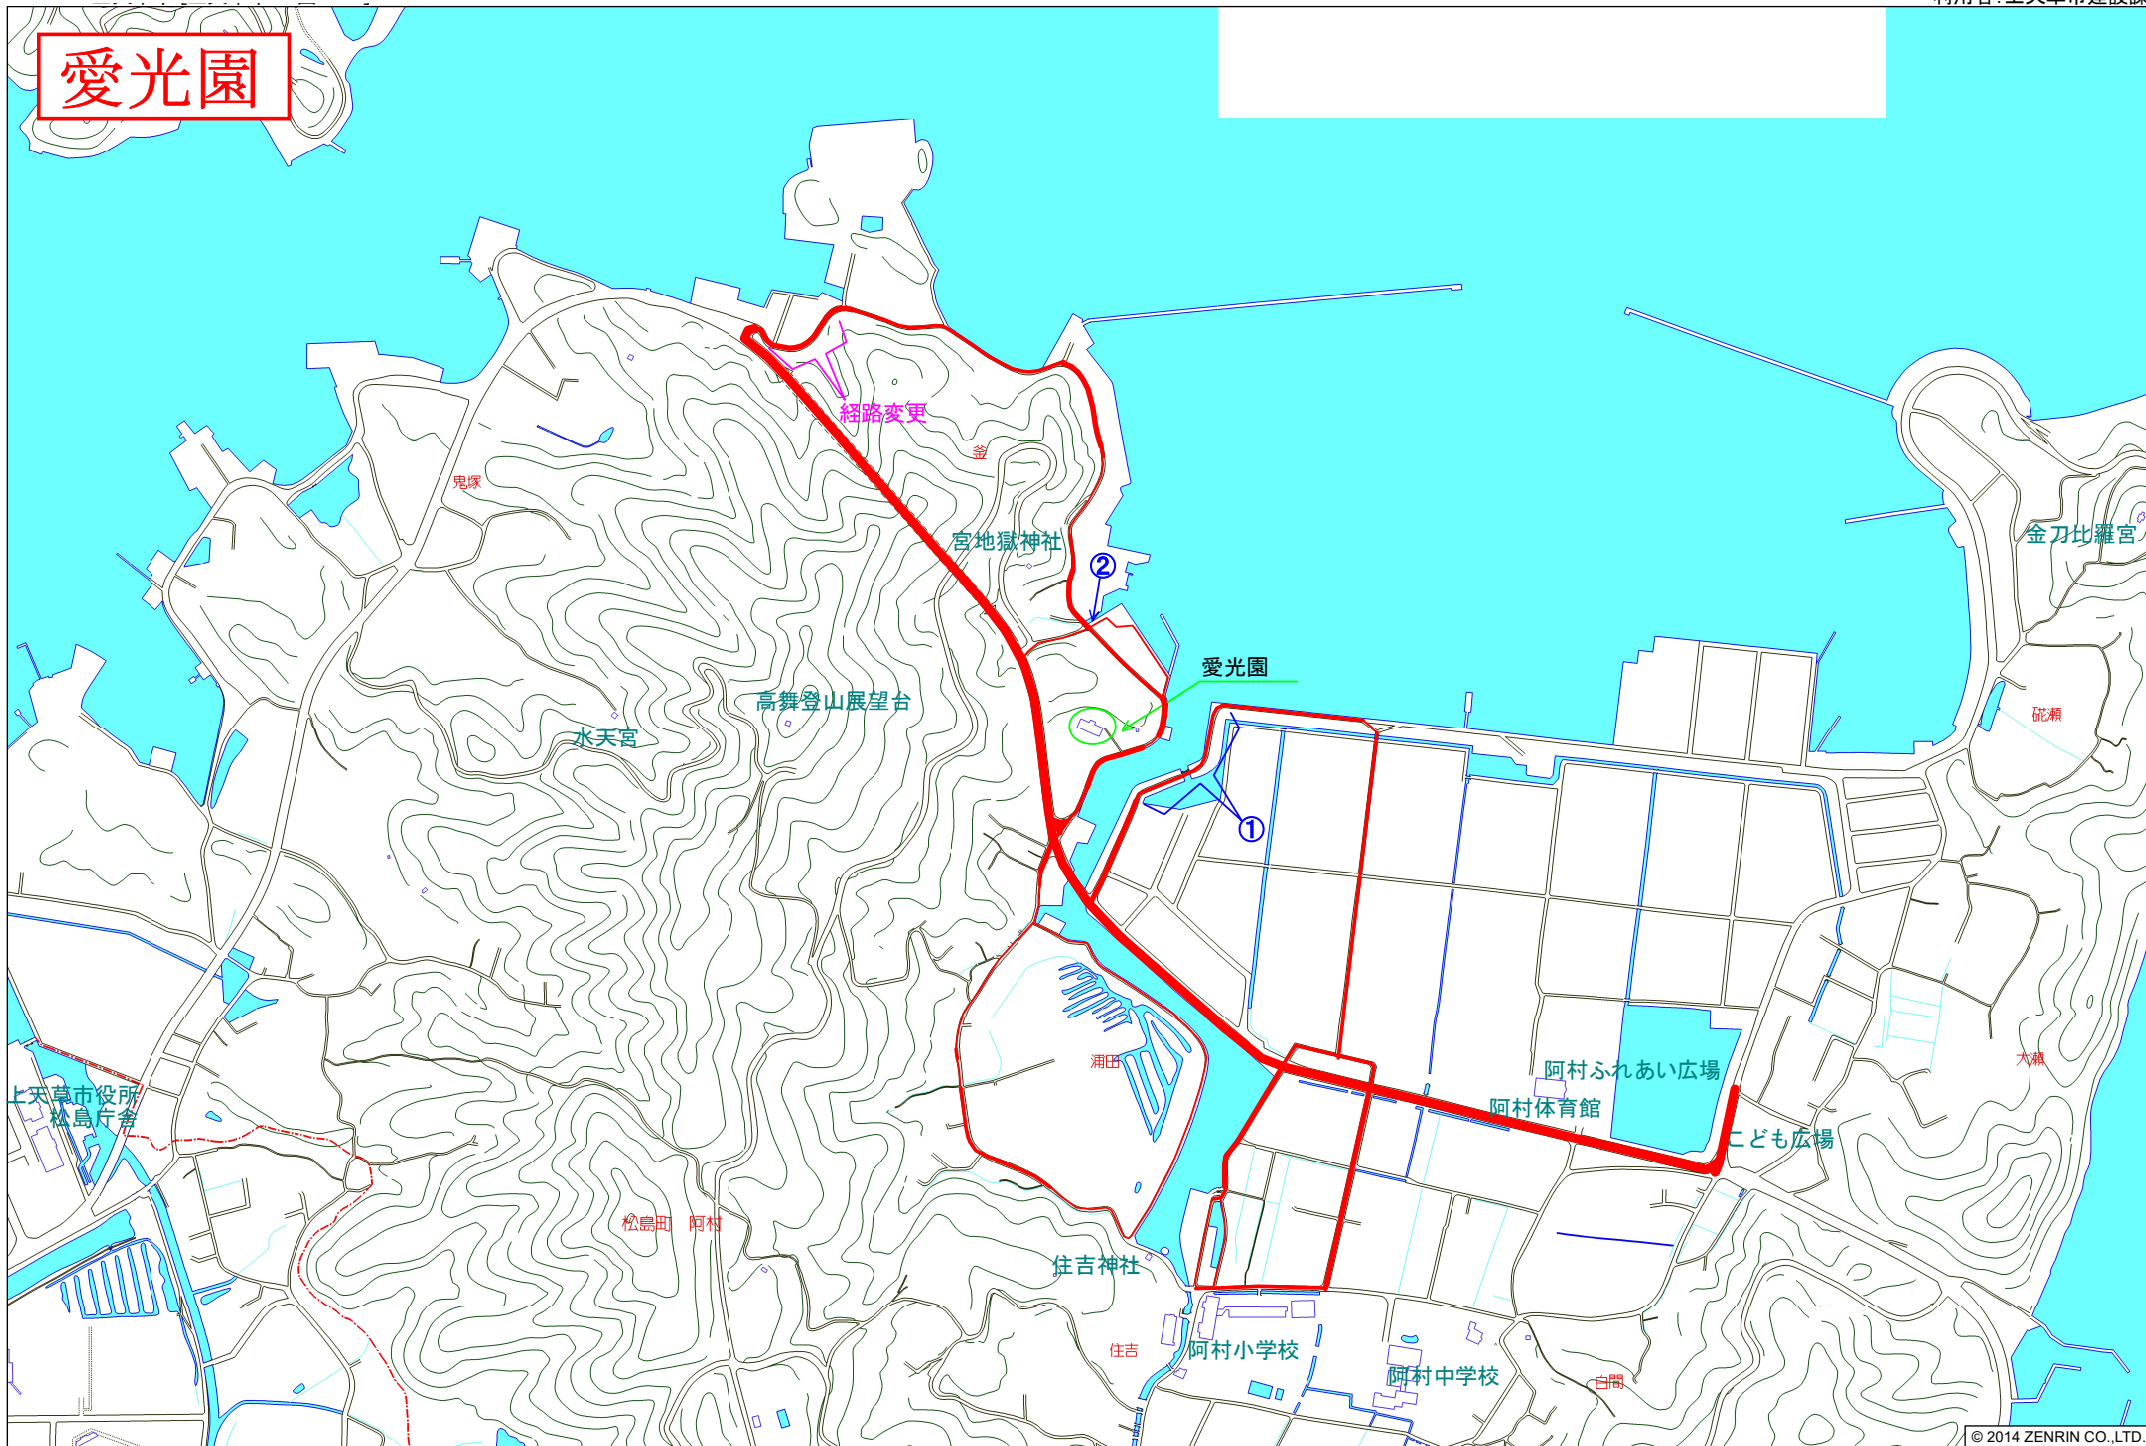 愛光園
経路変更
釜
鬼塚
宮地獄神社
金刀比羅宮
②
愛光園
高舞登山展望台
水天宮
硴瀬
①
浦田
大瀬
阿村ふれあい広場
上天草市役所
松島庁舎
阿村体育館
こども広場
松島町 阿村
住吉神社
住吉
阿村小学校
阿村中学校
白間
© 2014 ZENRIN CO.,LTD.